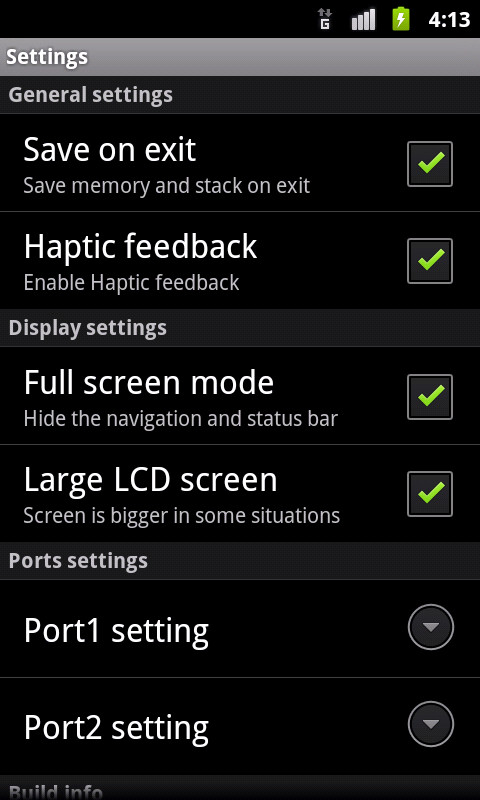 G 4:13
Settings
General settings
Save on exit
Save memory and stack on exit
Haptic feedback
Enable Haptic feedback
Display settings
Full screen mode
Hide the navigation and status bar
Large LCD screen
Screen is bigger in some situations
Ports settings
Port1 setting
Port2 setting
Build info